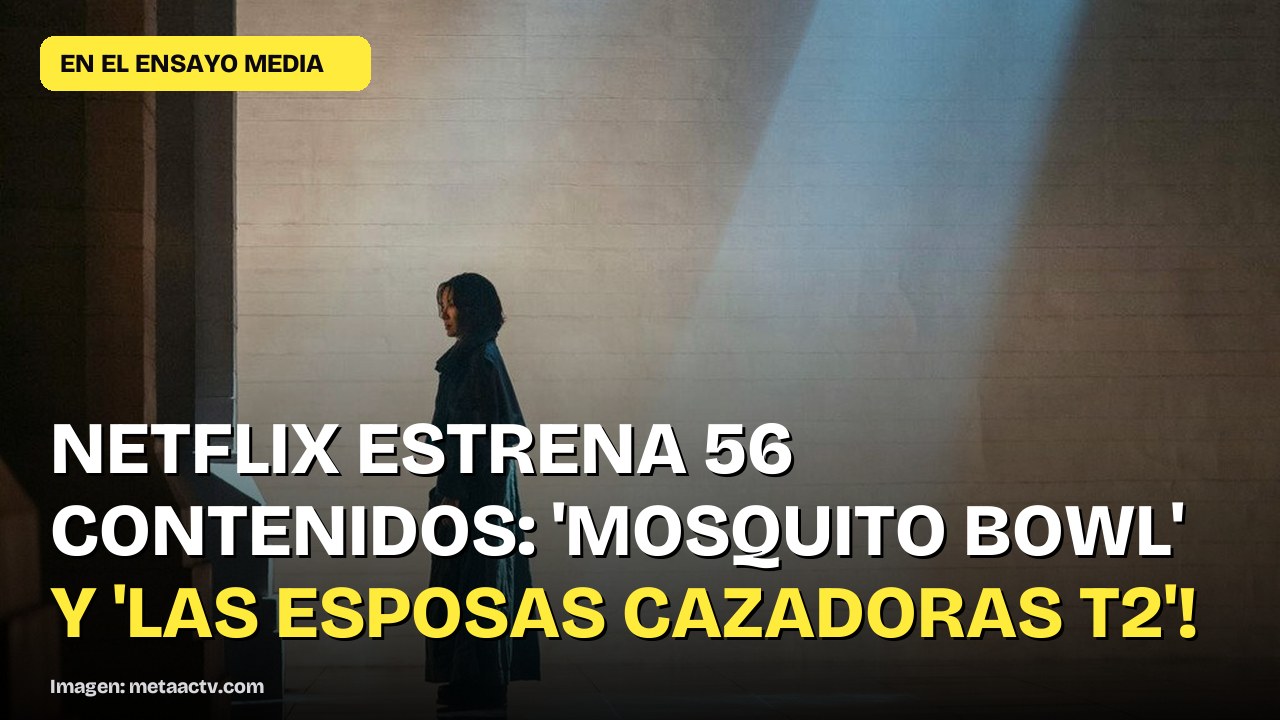 EN EL ENSAYO MEDIA
NETFLIX ESTRENA 56
CONTENIDOS: 'MOSQUITO BOWL'
Y 'LAS ESPOSAS CAZADORAS T2'!
Imagen: metaactv.com